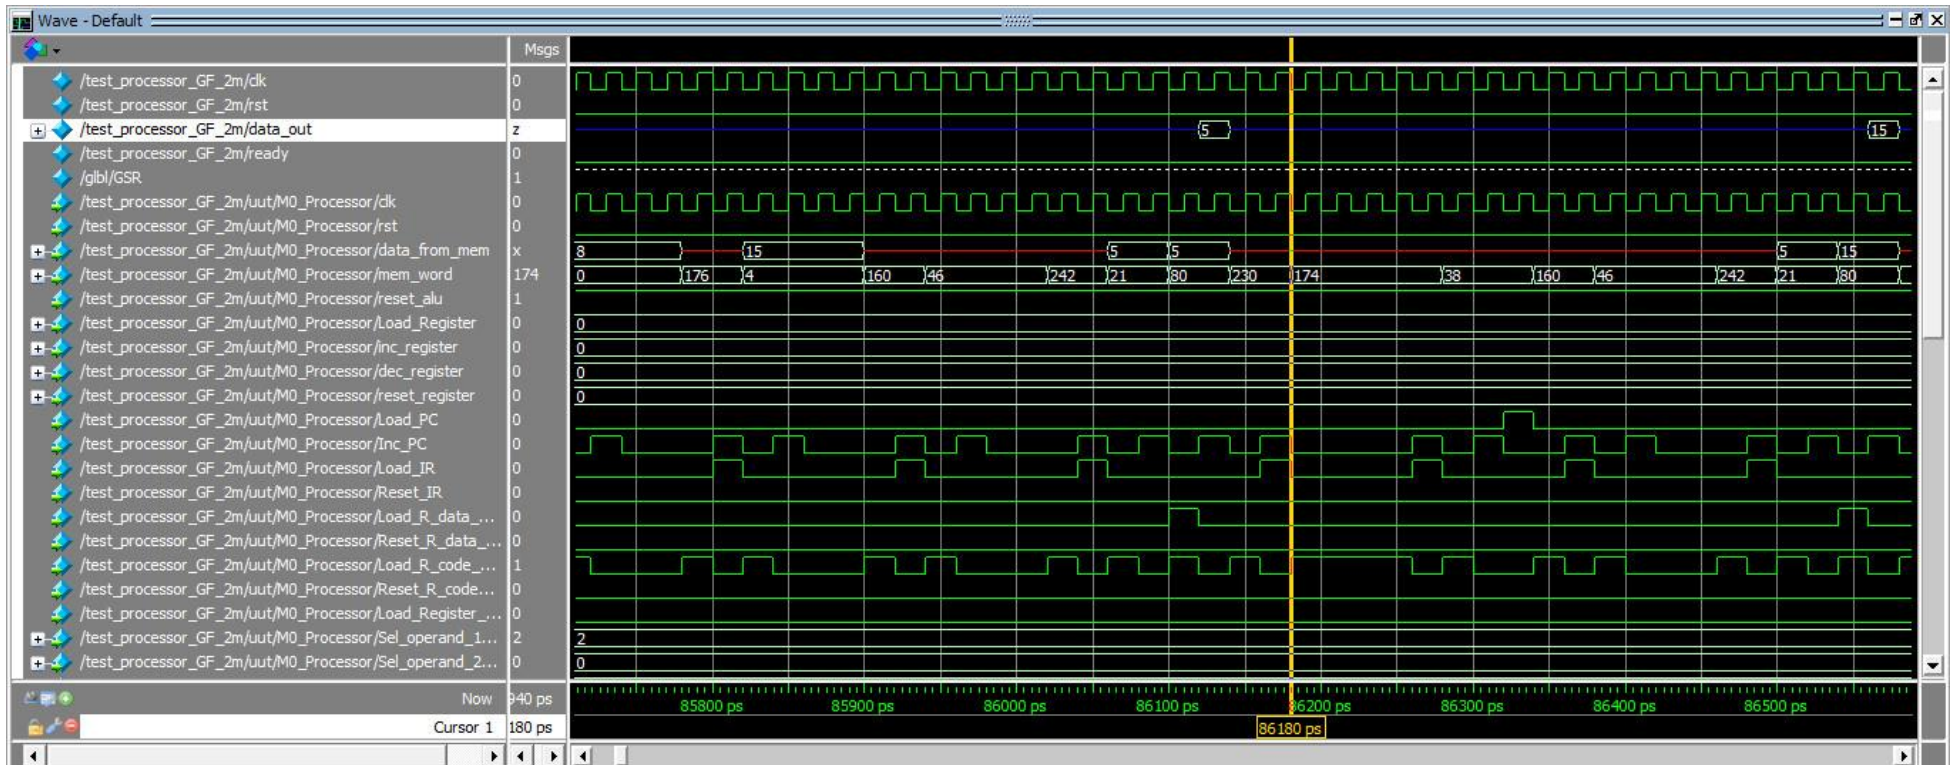 Wave - Default
Msgs
/test_processor_GF_2m/clk 0
/test_processor_GF_2m/rst 0
/test_processor_GF_2m/data_out z 5 15
/test_processor_GF_2m/ready 0
/glbl/GSR 1
/test_processor_GF_2m/uut/M0_Processor/clk 0
/test_processor_GF_2m/uut/M0_Processor/rst 0
/test_processor_GF_2m/uut/M0_Processor/data_from_mem x 8 15 5 5 5 15
/test_processor_GF_2m/uut/M0_Processor/mem_word 174 0 176 4 160 46 242 21 80 230 174 38 160 46 242 21 80
/test_processor_GF_2m/uut/M0_Processor/reset_alu 1
/test_processor_GF_2m/uut/M0_Processor/Load_Register 0 0
/test_processor_GF_2m/uut/M0_Processor/inc_register 0 0
/test_processor_GF_2m/uut/M0_Processor/dec_register 0 0
/test_processor_GF_2m/uut/M0_Processor/reset_register 0 0
/test_processor_GF_2m/uut/M0_Processor/Load_PC 0
/test_processor_GF_2m/uut/M0_Processor/Inc_PC 0
/test_processor_GF_2m/uut/M0_Processor/Load_IR 0
/test_processor_GF_2m/uut/M0_Processor/Reset_IR 0
/test_processor_GF_2m/uut/M0_Processor/Load_R_data_... 0
/test_processor_GF_2m/uut/M0_Processor/Reset_R_data_... 0
/test_processor_GF_2m/uut/M0_Processor/Load_R_code_... 1
/test_processor_GF_2m/uut/M0_Processor/Reset_R_code... 0
/test_processor_GF_2m/uut/M0_Processor/Load_Register_... 0
/test_processor_GF_2m/uut/M0_Processor/Sel_operand_1... 2 2
/test_processor_GF_2m/uut/M0_Processor/Sel_operand_2... 0 0
Now 940 ps 85800 ps 85900 ps 86000 ps 86100 ps 86200 ps 86300 ps 86400 ps 86500 ps
Cursor 1 180 ps 86180 ps